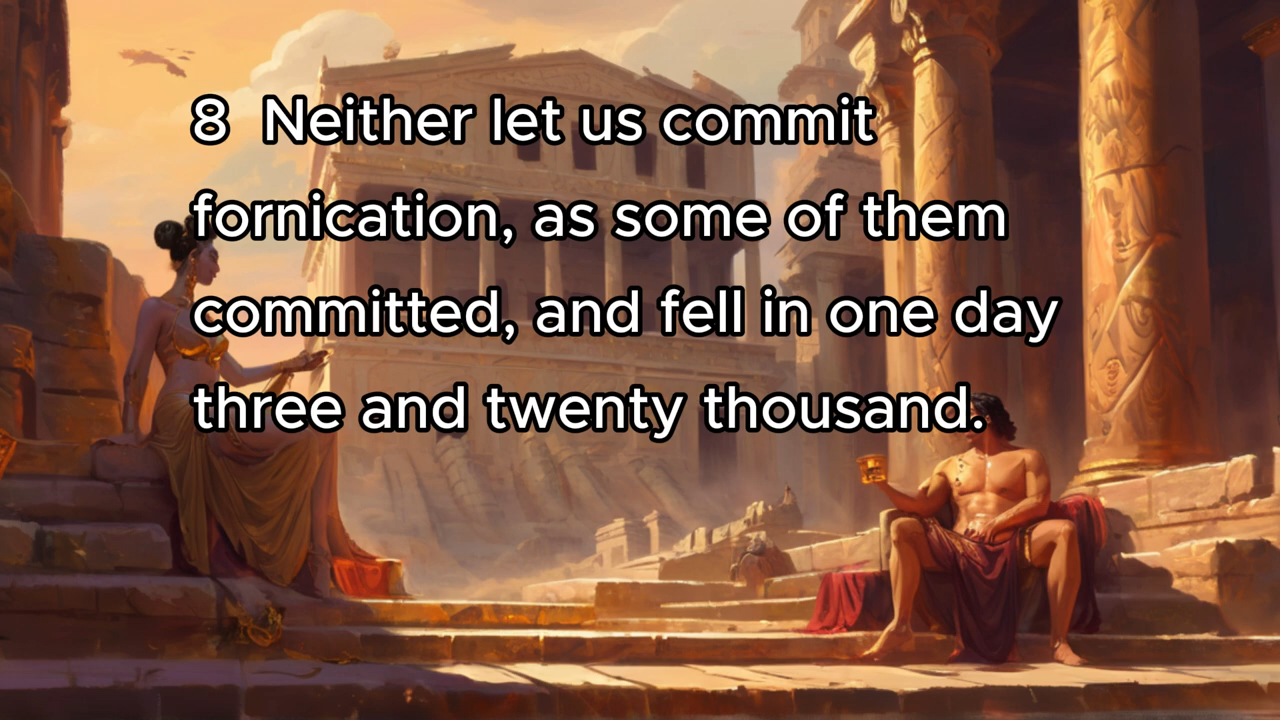 8  Neither let us commit
fornication, as some of them
committed, and fell in one day
three and twenty thousand.